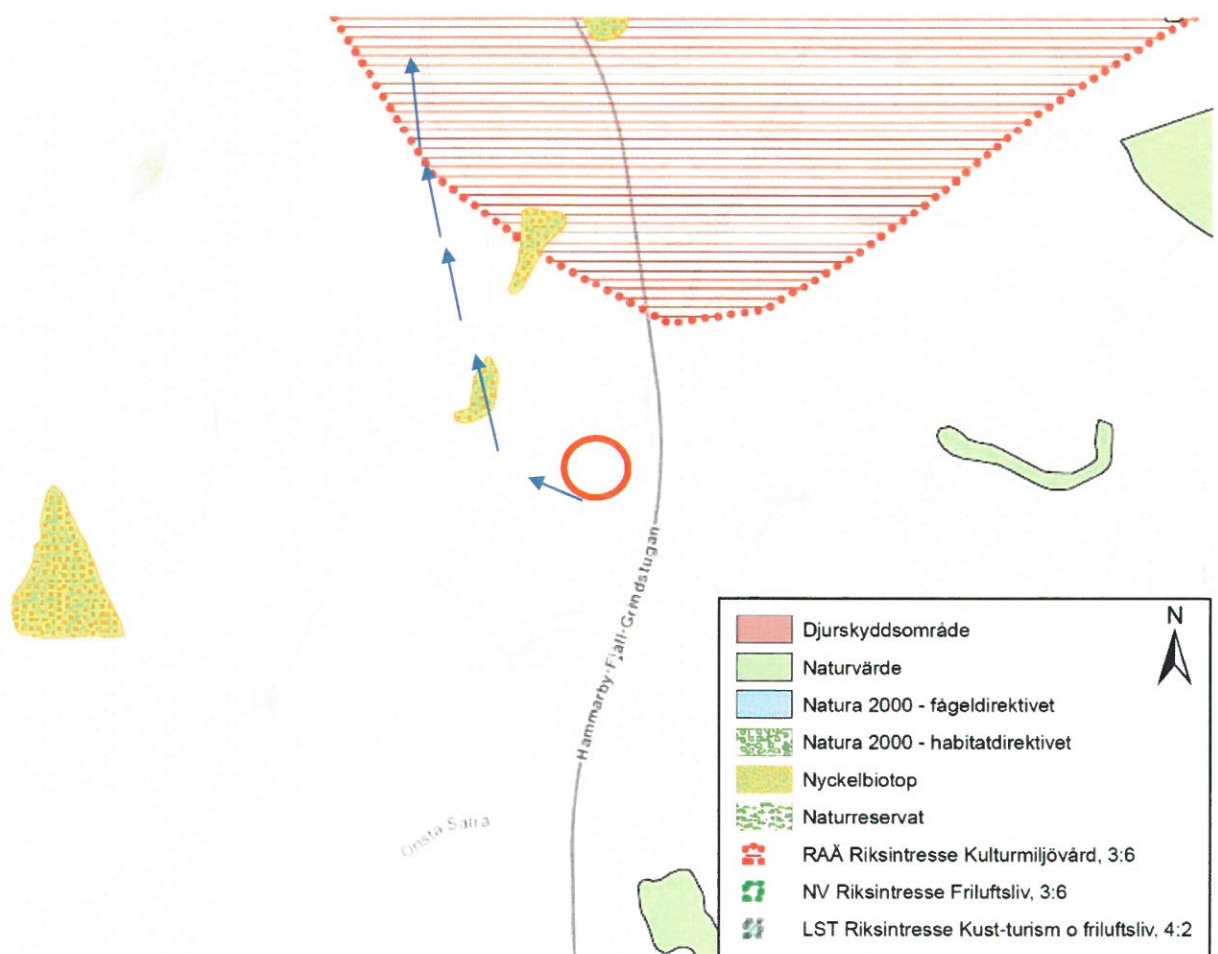 Hammarby-Fjäll-Grindstugan
Onsta Sätra
N
Djurskyddsområde
Naturvärde
Natura 2000 - fågeldirektivet
Natura 2000 - habitatdirektivet
Nyckelbiotop
Naturreservat
RAÄ Riksintresse Kulturmiljövård, 3:6
NV Riksintresse Friluftsliv, 3:6
LST Riksintresse Kust-turism o friluftsliv, 4:2